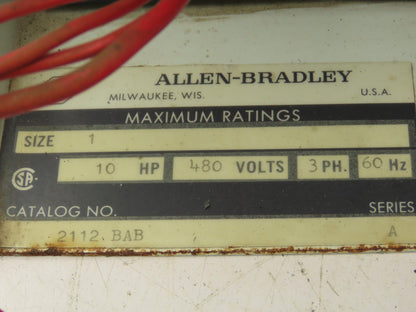 ALLEN-BRADLEY
MILWAUKEE, WIS. U.S.A.
MAXIMUM RATINGS
SIZE 1
SA 10 HP 480 VOLTS 3 PH. 60 Hz
CATALOG NO. SERIES
2112 BAB A